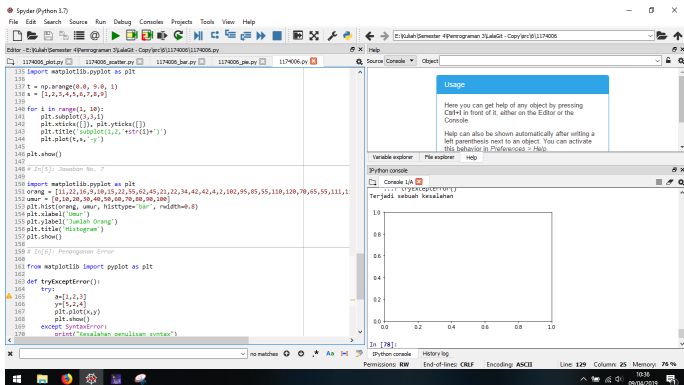 Spyder (Python 3.7)
File Edit Search Source Run Debug Consoles Projects Tools View Help
E:\Kuliah\Semester 4\Pemrograman 3\LalaGit - Copy\src\6\1174006
Editor - E:\Kuliah\Semester 4\Pemrograman 3\LalaGit - Copy\src\6\1174006\1174006.py
1174006_plot.py 1174006_scatter.py 1174006_bar.py 1174006_pie.py 1174006.py
135 import matplotlib.pyplot as plt
136
137 t = np.arange(0.0, 9.0, 1)
138 s = [1,2,3,4,5,6,7,8,9]
139
140 for i in range(1, 10):
141 plt.subplot(3,3,i)
142 plt.xticks([]), plt.yticks([])
143 plt.title('subplot(1,2,'+str(i)+')')
144 plt.plot(t,s,'-y')
145
146 plt.show()
147
148 # In[5]: Jawaban No. 7
149
150 import matplotlib.pyplot as plt
151 orang = [11,22,16,9,10,15,22,55,62,45,21,22,34,42,42,4,2,102,95,85,55,110,120,70,65,55,111,1
152 umur = [0,10,20,30,40,50,60,70,80,90,100]
153 plt.hist(orang, umur, histtype='bar', rwidth=0.8)
154 plt.xlabel('Umur')
155 plt.ylabel('Jumlah Orang')
156 plt.title('Histogram')
157 plt.show()
158
159 # In[6]: Penanganan Error
160
161 from matplotlib import pyplot as plt
162
163 def tryExceptError():
164 try:
165 a=[1,2,3]
166 y=[5,2,4]
167 plt.plot(x,y)
168 plt.show()
169 except SyntaxError:
170 print("Kesalahan penulisan syntax")
no matches
Aa
Help
Source Console Object
Usage
Here you can get help of any object by pressing
Ctrl+I in front of it, either on the Editor or the
Console.
Help can also be shown automatically after writing a
left parenthesis next to an object. You can activate
this behavior in Preferences > Help.
Variable explorer File explorer Help
IPython console
Console 1/A
...: tryExceptError()
Terjadi sebuah kesalahan
1.0
0.8
0.6
0.4
0.2
0.0
0.0 0.2 0.4 0.6 0.8 1.0
In [78]:
IPython console History log
Permissions: RW End-of-lines: CRLF Encoding: ASCII Line: 129 Column: 25 Memory: 76 %
10:36
09/04/2019